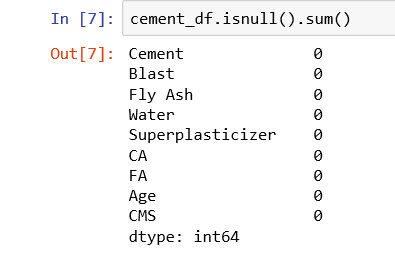 In [7]: cement_df.isnull().sum()
Out[7]: Cement 0
Blast 0
Fly Ash 0
Water 0
Superplasticizer 0
CA 0
FA 0
Age 0
CMS 0
dtype: int64